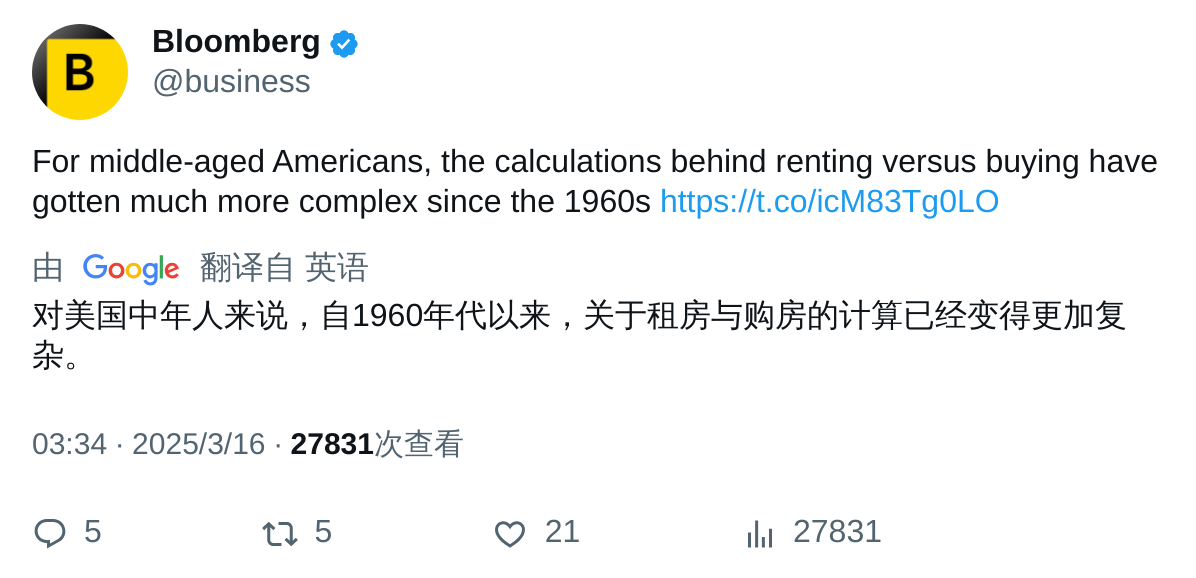 B
Bloomberg
@business
For middle-aged Americans, the calculations behind renting versus buying have
gotten much more complex since the 1960s https://t.co/icM83Tg0LO
由 Google 翻译自 英语
对美国中年人来说，自1960年代以来，关于租房与购房的计算已经变得更加复
杂。
03:34 · 2025/3/16 · 27831次查看
5 5 21 27831